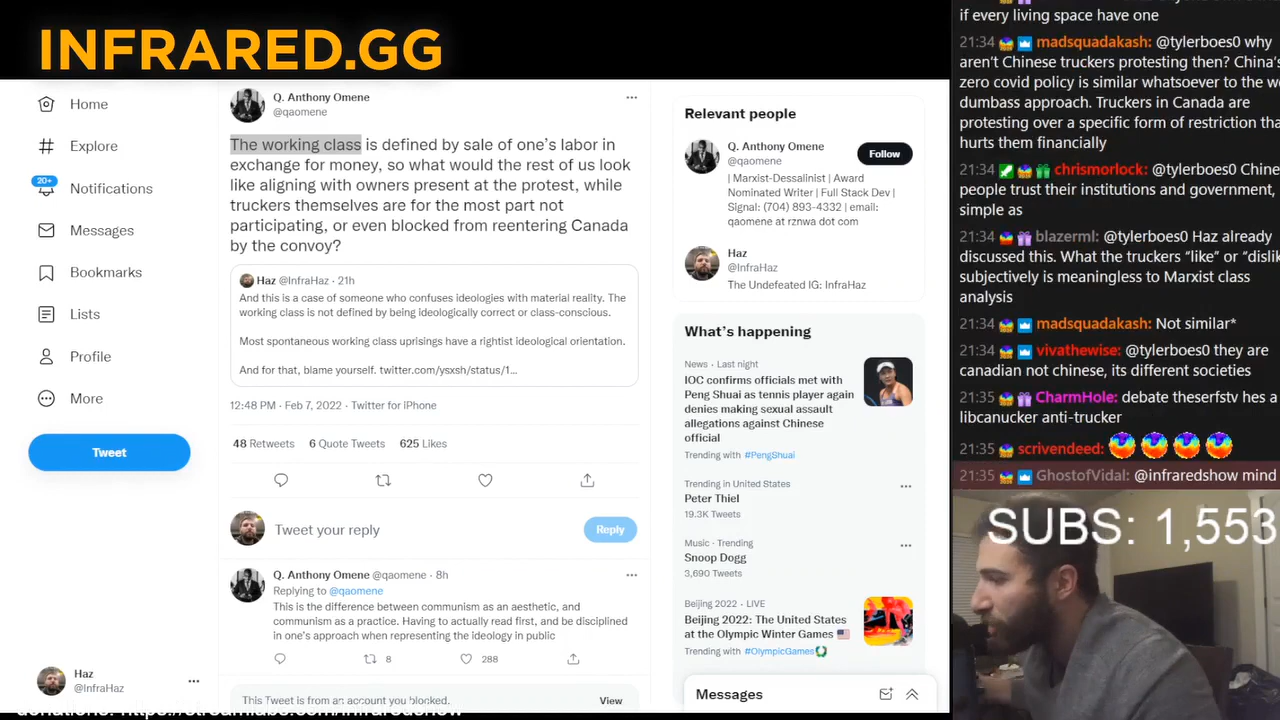 INFRARED.GG
Home
Explore
20+
Notifications
Messages
Bookmarks
Lists
Profile
More
Tweet
Haz
@InfraHaz
Q. Anthony Omene
@qaomene
The working class is defined by sale of one's labor in
exchange for money, so what would the rest of us look
like aligning with owners present at the protest, while
truckers themselves are for the most part not
participating, or even blocked from reentering Canada
by the convoy?
Haz @InfraHaz · 21h
And this is a case of someone who confuses ideologies with material reality. The
working class is not defined by being ideologically correct or class-conscious.
Most spontaneous working class uprisings have a rightist ideological orientation.
And for that, blame yourself. twitter.com/ysxsh/status/1...
12:48 PM · Feb 7, 2022 · Twitter for iPhone
48 Retweets 6 Quote Tweets 625 Likes
Tweet your reply
Reply
Q. Anthony Omene @qaomene · 8h
Replying to @qaomene
This is the difference between communism as an aesthetic, and
communism as a practice. Having to actually read first, and be disciplined
in one's approach when representing the ideology in public
8 288
This Tweet is from an account you blocked.
View
Relevant people
Q. Anthony Omene
@qaomene
Follow
| Marxist-Dessalinist | Award
Nominated Writer | Full Stack Dev |
Signal: (704) 893-4332 | email:
qaomene at rznwa dot com
Haz
@InfraHaz
The Undefeated IG: InfraHaz
What's happening
News · Last night
IOC confirms officials met with
Peng Shuai as tennis player again
denies making sexual assault
allegations against Chinese
official
Trending with #PengShuai
Trending in United States
Peter Thiel
19.3K Tweets
Music · Trending
Snoop Dogg
3,690 Tweets
Beijing 2022 · LIVE
Beijing 2022: The United States
at the Olympic Winter Games
Trending with #OlympicGames
Messages
if every living space have one
21:34 madsquadakash: @tylerboes0 why
aren't Chinese truckers protesting then? China's
zero covid policy is similar whatsoever to the we
dumbass approach. Truckers in Canada are
protesting over a specific form of restriction tha
hurts them financially
21:34 chrismorlock: @tylerboes0 Chine
people trust their institutions and government,
simple as
21:34 blazerml: @tylerboes0 Haz already
discussed this. What the truckers "like" or "dislik
subjectively is meaningless to Marxist class
analysis
21:34 madsquadakash: Not similar*
21:35 vivathewise: @tylerboes0 they are
canadian not chinese, its different societies
21:35 CharmHole: debate theserfstv hes a
libcanucker anti-trucker
21:35 scrivendeed:
21:35 GhostofVidal: @infraredshow mind
SUBS: 1,553